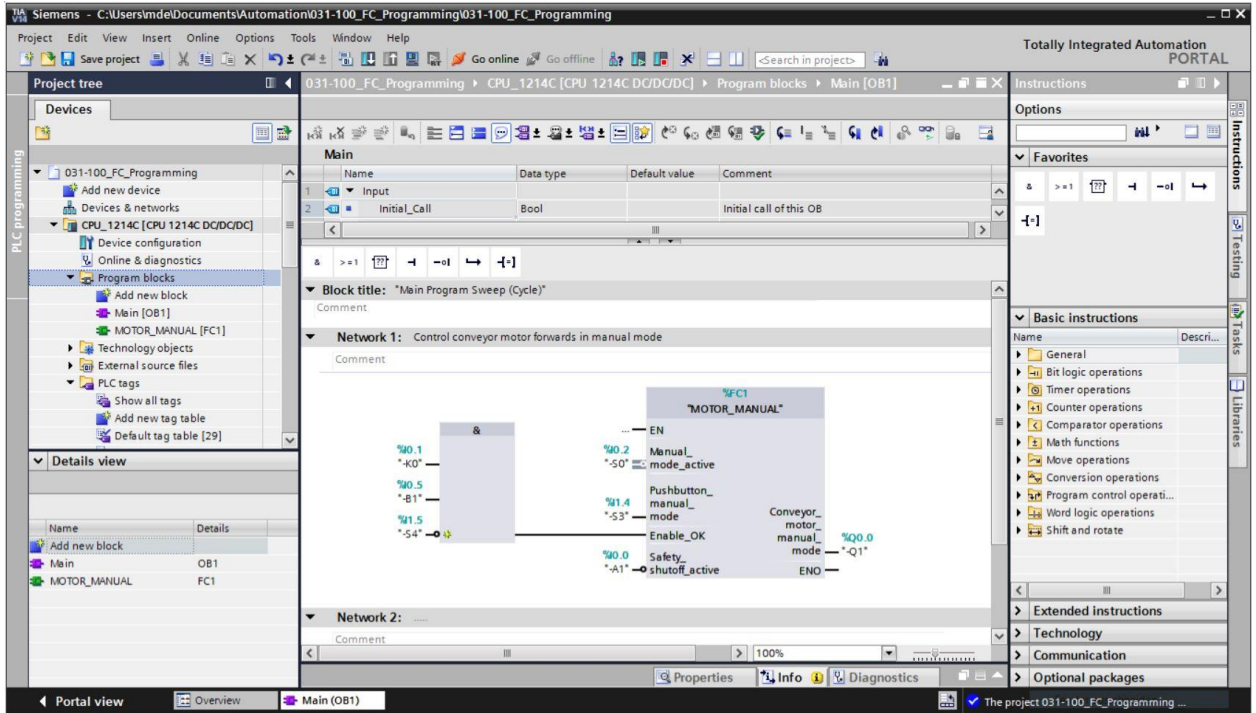 TIA V14 Siemens - C:\Users\mde\Documents\Automation\031-100_FC_Programming\031-100_FC_Programming
Project Edit View Insert Online Options Tools Window Help
Totally Integrated Automation
PORTAL
Save project Go online Go offline <Search in project>
Project tree
Devices
PLC programming
031-100_FC_Programming
Add new device
Devices & networks
CPU_1214C [CPU 1214C DC/DC/DC]
Device configuration
Online & diagnostics
Program blocks
Add new block
Main [OB1]
MOTOR_MANUAL [FC1]
Technology objects
External source files
PLC tags
Show all tags
Add new tag table
Default tag table [29]
Details view
Name Details
Add new block
Main OB1
MOTOR_MANUAL FC1
031-100_FC_Programming CPU_1214C [CPU 1214C DC/DC/DC] Program blocks Main [OB1]
Main
Name Data type Default value Comment
1 Input
2 Initial_Call Bool Initial call of this OB
& >=1 ??
Block title: "Main Program Sweep (Cycle)"
Comment
Network 1: Control conveyor motor forwards in manual mode
Comment
&
%I0.1
"-K0"
%I0.5
"-B1"
%I1.5
"-S4"
%FC1
"MOTOR_MANUAL"
... EN
%I0.2
"-S0"
Manual_
mode_active
%I1.4
"-S3"
Pushbutton_
manual_
mode
Enable_OK
%I0.0
"-A1"
Safety_
shutoff_active
Conveyor_
motor_
manual_
mode
%Q0.0
"-Q1"
ENO
Network 2: .....
Comment
100%
Properties Info Diagnostics
Instructions
Options
Favorites
& >=1 ??
Basic instructions
Name Descri...
General
Bit logic operations
Timer operations
Counter operations
Comparator operations
Math functions
Move operations
Conversion operations
Program control operati...
Word logic operations
Shift and rotate
Extended instructions
Technology
Communication
Optional packages
Instructions
Testing
Tasks
Libraries
Portal view Overview Main (OB1) The project 031-100_FC_Programming ...